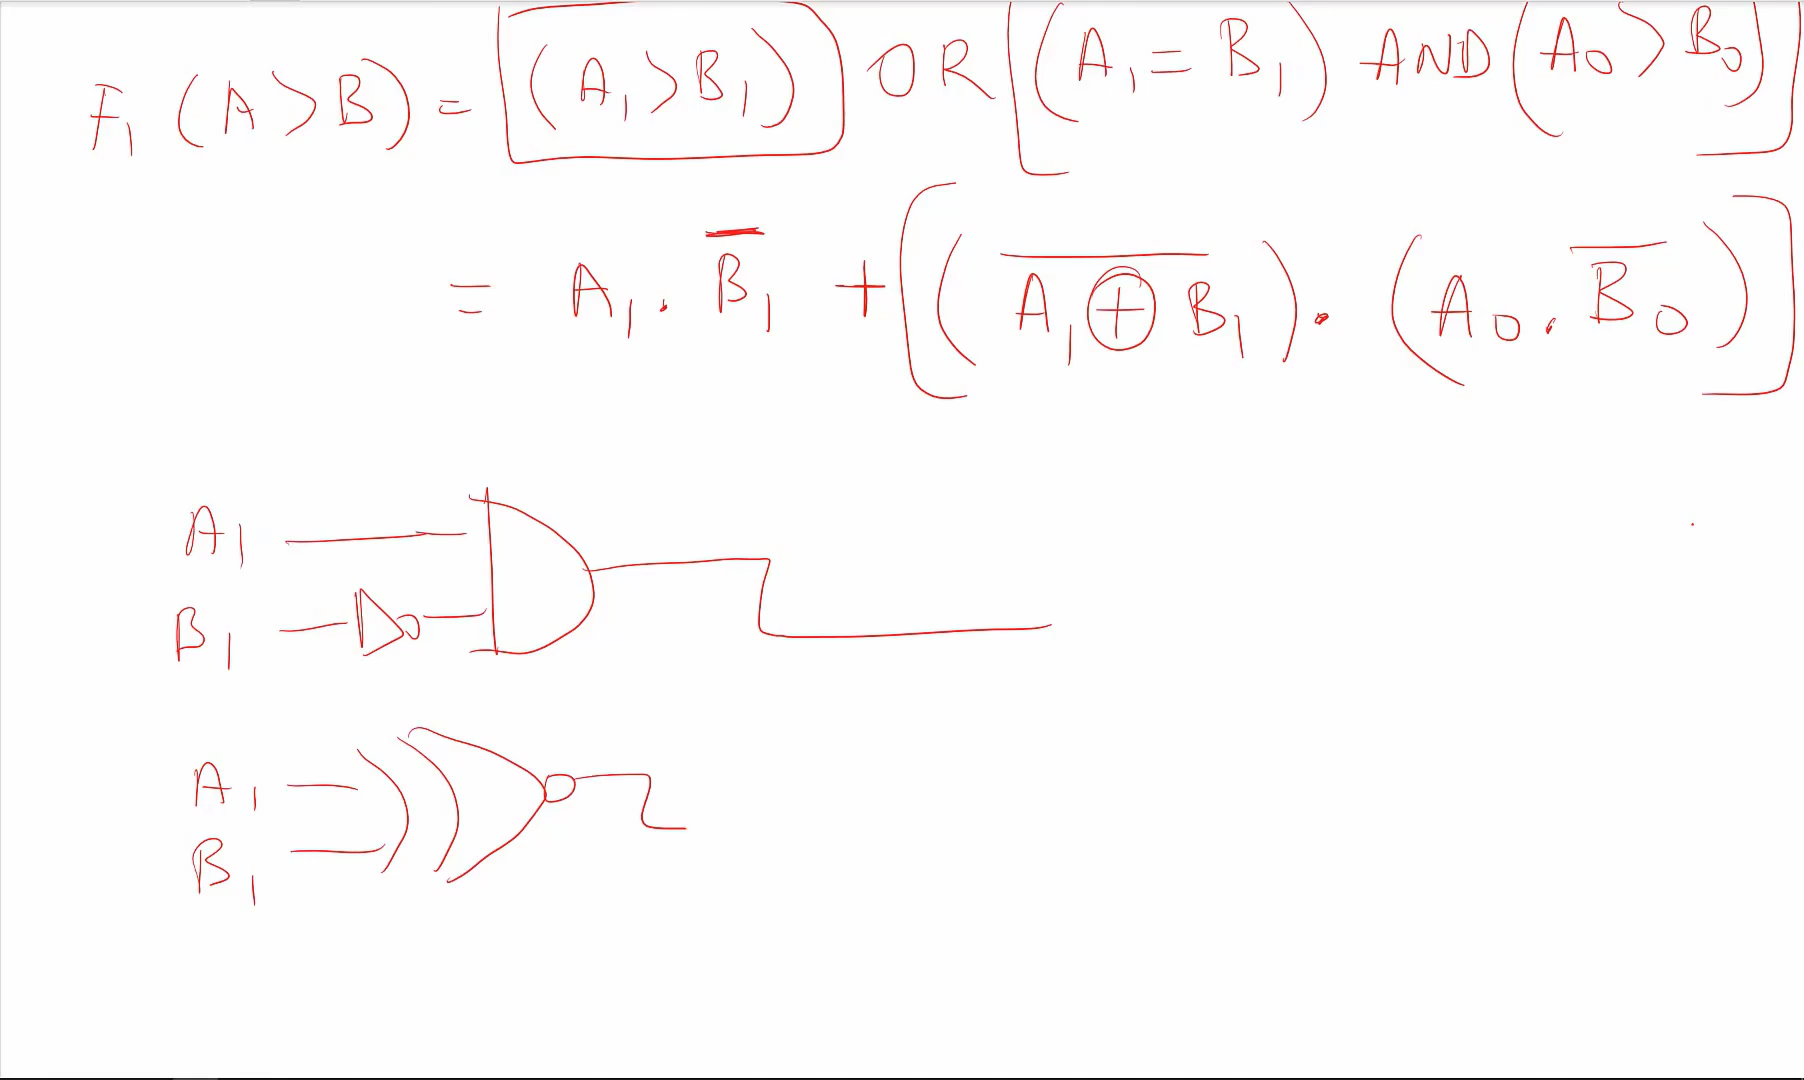 F₁ (A>B) = (A₁>B₁) OR [(A₁=B₁) AND (A₀>B₀)]
= A₁.B̅₁ + [(\overline{A₁⊕B₁}).(A₀.B̅₀)]
A₁
B₁
A₁
B₁